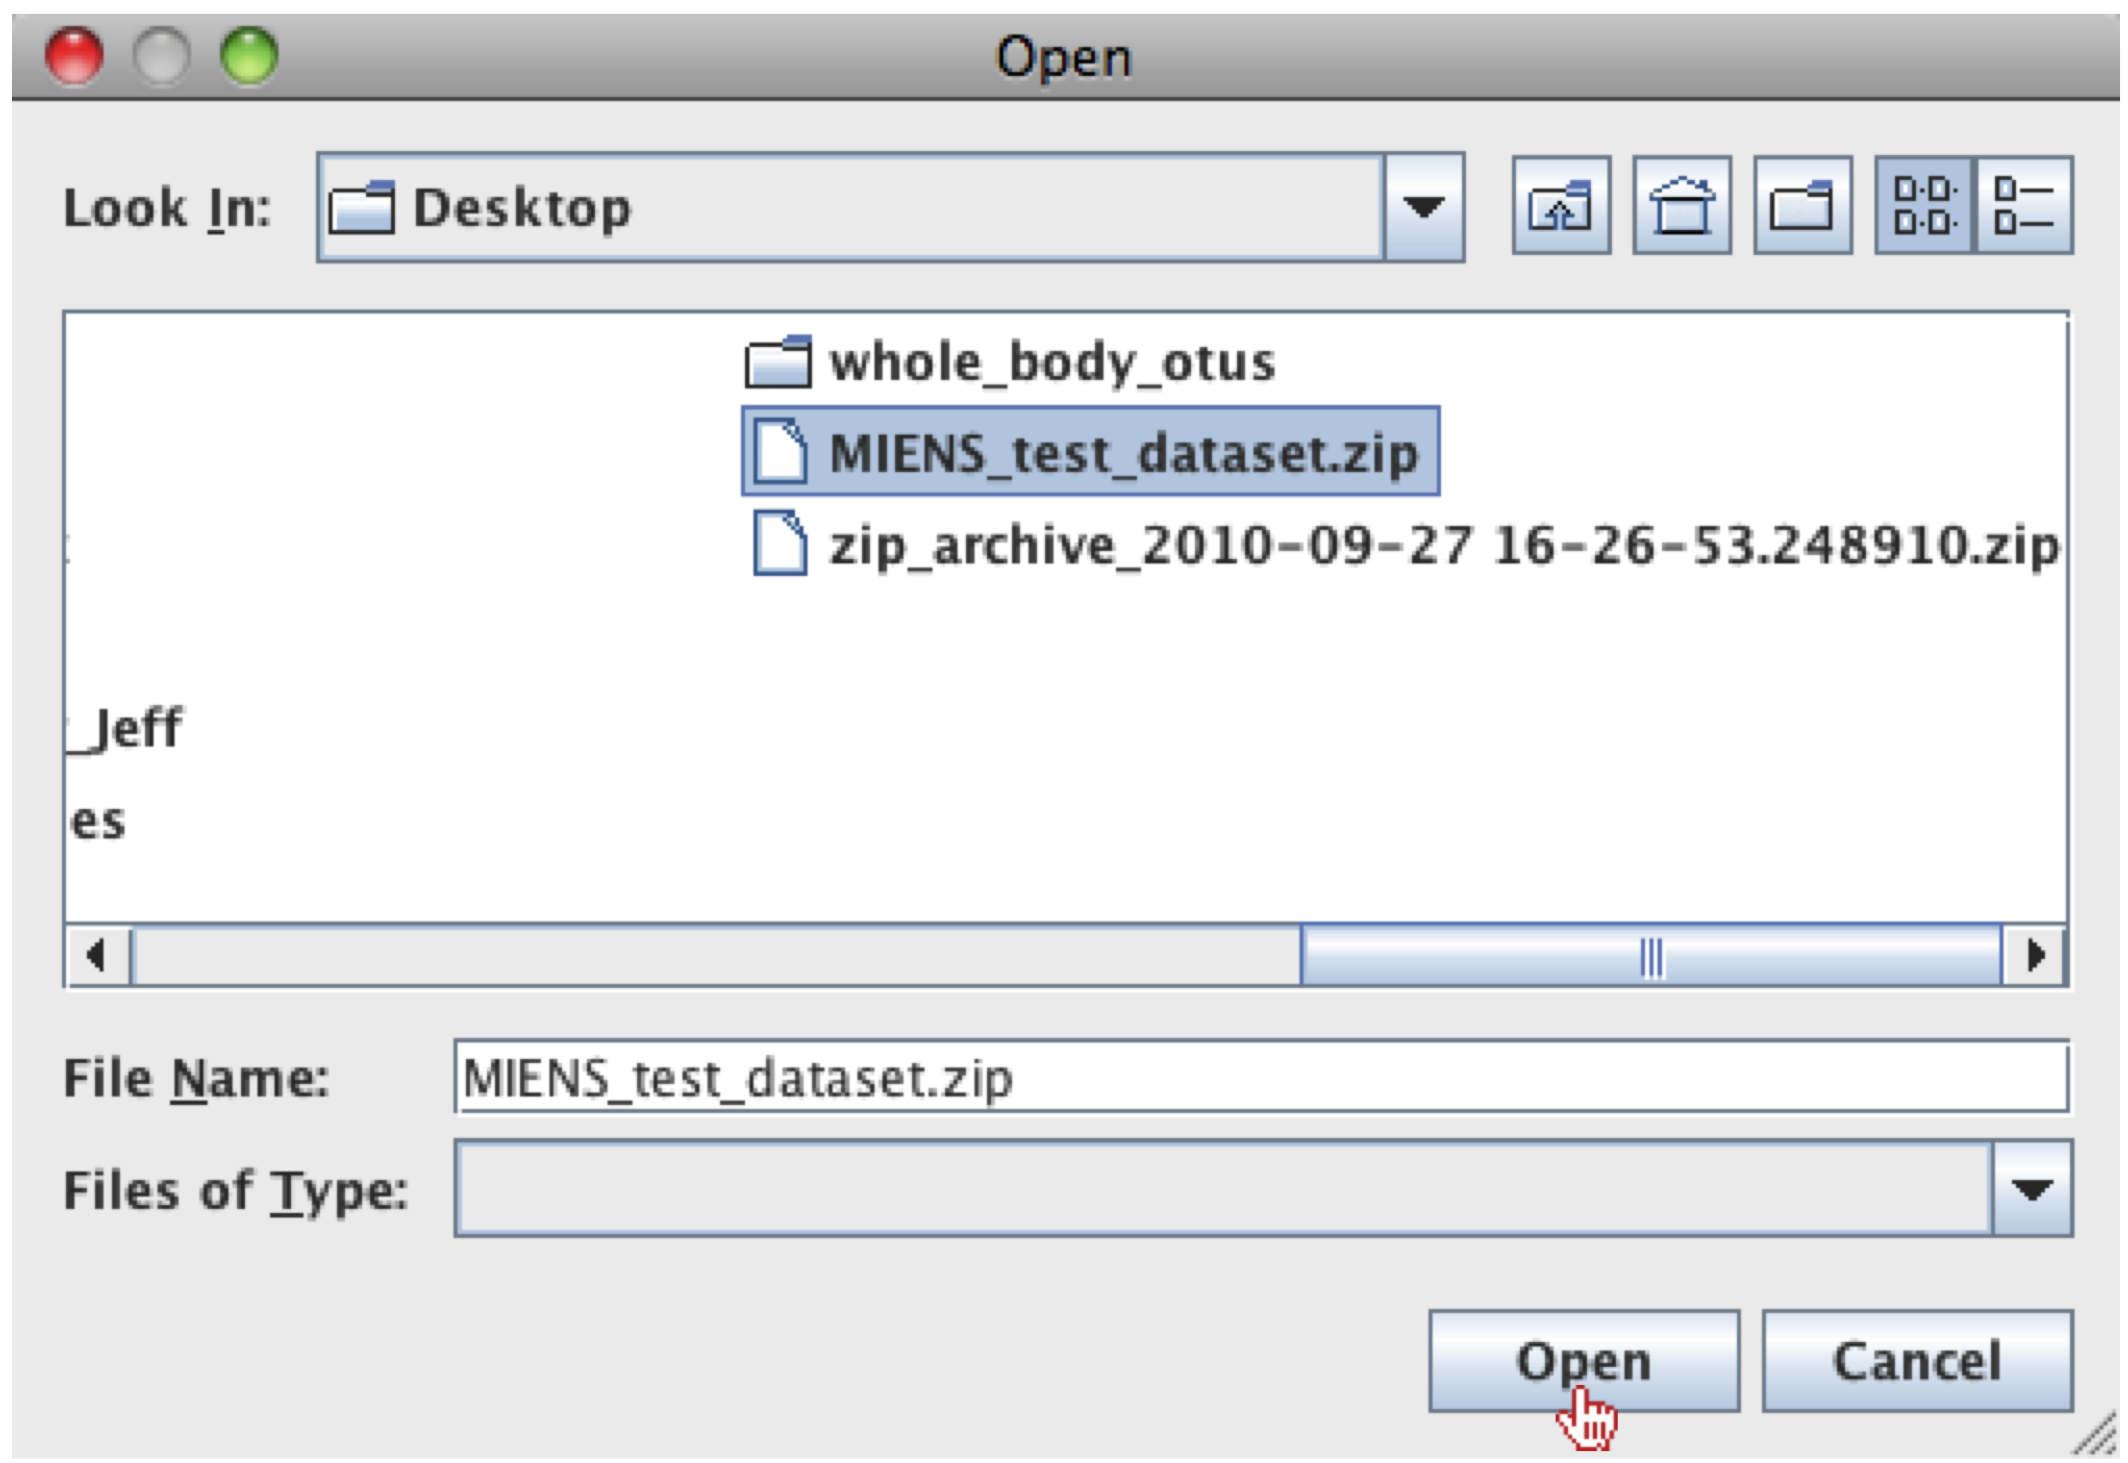 Open
Look In: Desktop
whole_body_otus
MIENS_test_dataset.zip
zip_archive_2010-09-27 16-26-53.248910.zip
_Jeff
es
File Name: MIENS_test_dataset.zip
Files of Type:
Open Cancel